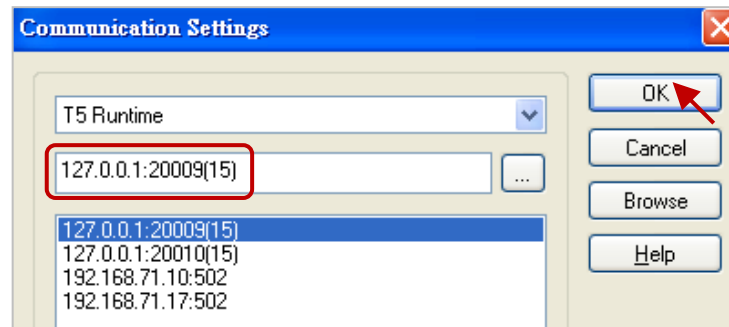 Communication Settings
T5 Runtime
127.0.0.1:20009(15)
...
127.0.0.1:20009(15)
127.0.0.1:20010(15)
192.168.71.10:502
192.168.71.17:502
OK
Cancel
Browse
Help